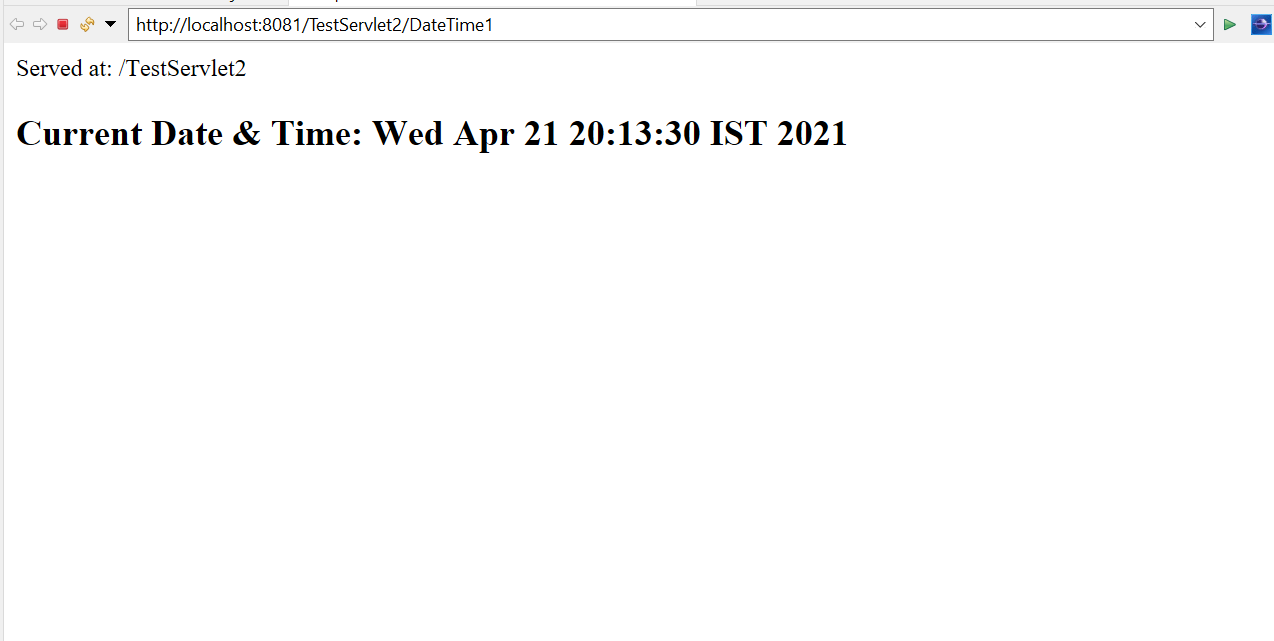 http://localhost:8081/TestServlet2/DateTime1
Served at: /TestServlet2
Current Date & Time: Wed Apr 21 20:13:30 IST 2021